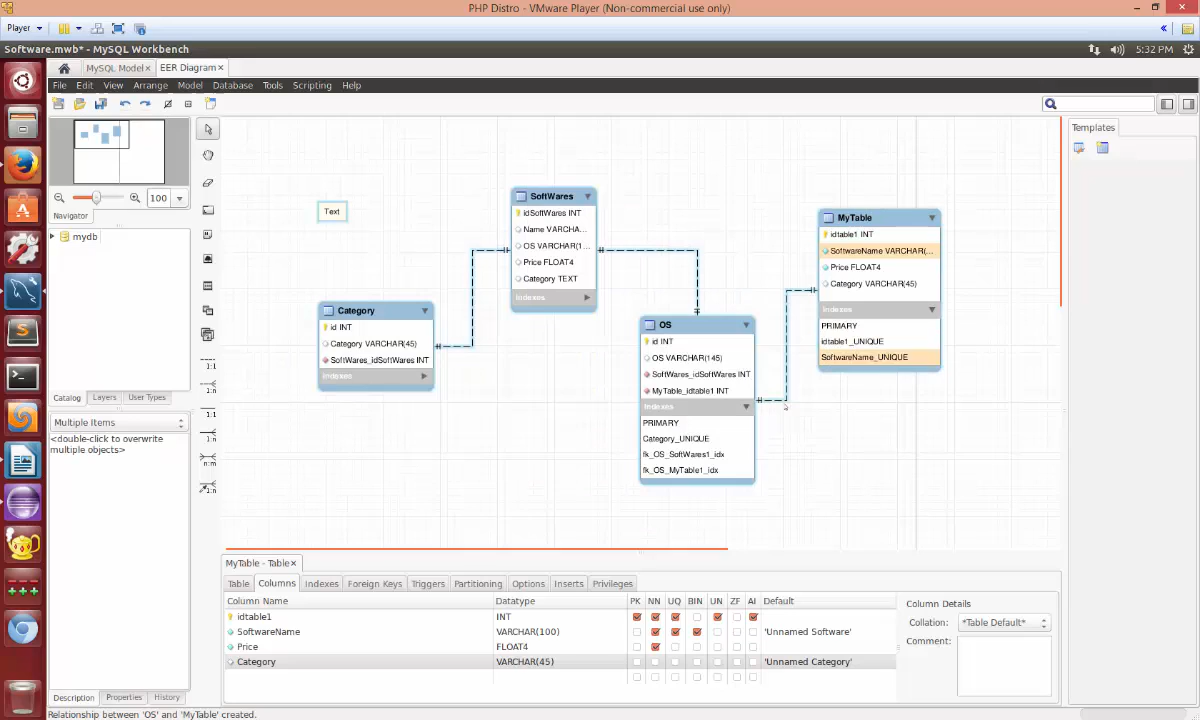 PHP Distro - VMware Player (Non-commercial use only)
Player
Software.mwb* - MySQL Workbench
5:32 PM
MySQL Model×
EER Diagram×
File Edit View Arrange Model Database Tools Scripting Help
100
Navigator
mydb
Catalog Layers User Types
Multiple Items
<double-click to overwrite
multiple objects>
Description Properties History
1:1
1:n
1:1
1:n
n:m
1:n
Text
Category
id INT
Category VARCHAR(45)
SoftWares_idSoftWares INT
Indexes
SoftWares
idSoftWares INT
Name VARCHA...
OS VARCHAR(1...
Price FLOAT4
Category TEXT
Indexes
OS
id INT
OS VARCHAR(145)
SoftWares_idSoftWares INT
MyTable_idtable1 INT
Indexes
PRIMARY
Category_UNIQUE
fk_OS_SoftWares1_idx
fk_OS_MyTable1_idx
MyTable
idtable1 INT
SoftwareName VARCHAR(...
Price FLOAT4
Category VARCHAR(45)
Indexes
PRIMARY
idtable1_UNIQUE
SoftwareName_UNIQUE
Templates
MyTable - Table×
Table Columns Indexes Foreign Keys Triggers Partitioning Options Inserts Privileges
Column Name Datatype PK NN UQ BIN UN ZF AI Default
idtable1 INT
SoftwareName VARCHAR(100) 'Unnamed Software'
Price FLOAT4
Category VARCHAR(45) 'Unnamed Category'
Column Details
Collation: *Table Default*
Comment:
Relationship between 'OS' and 'MyTable' created.